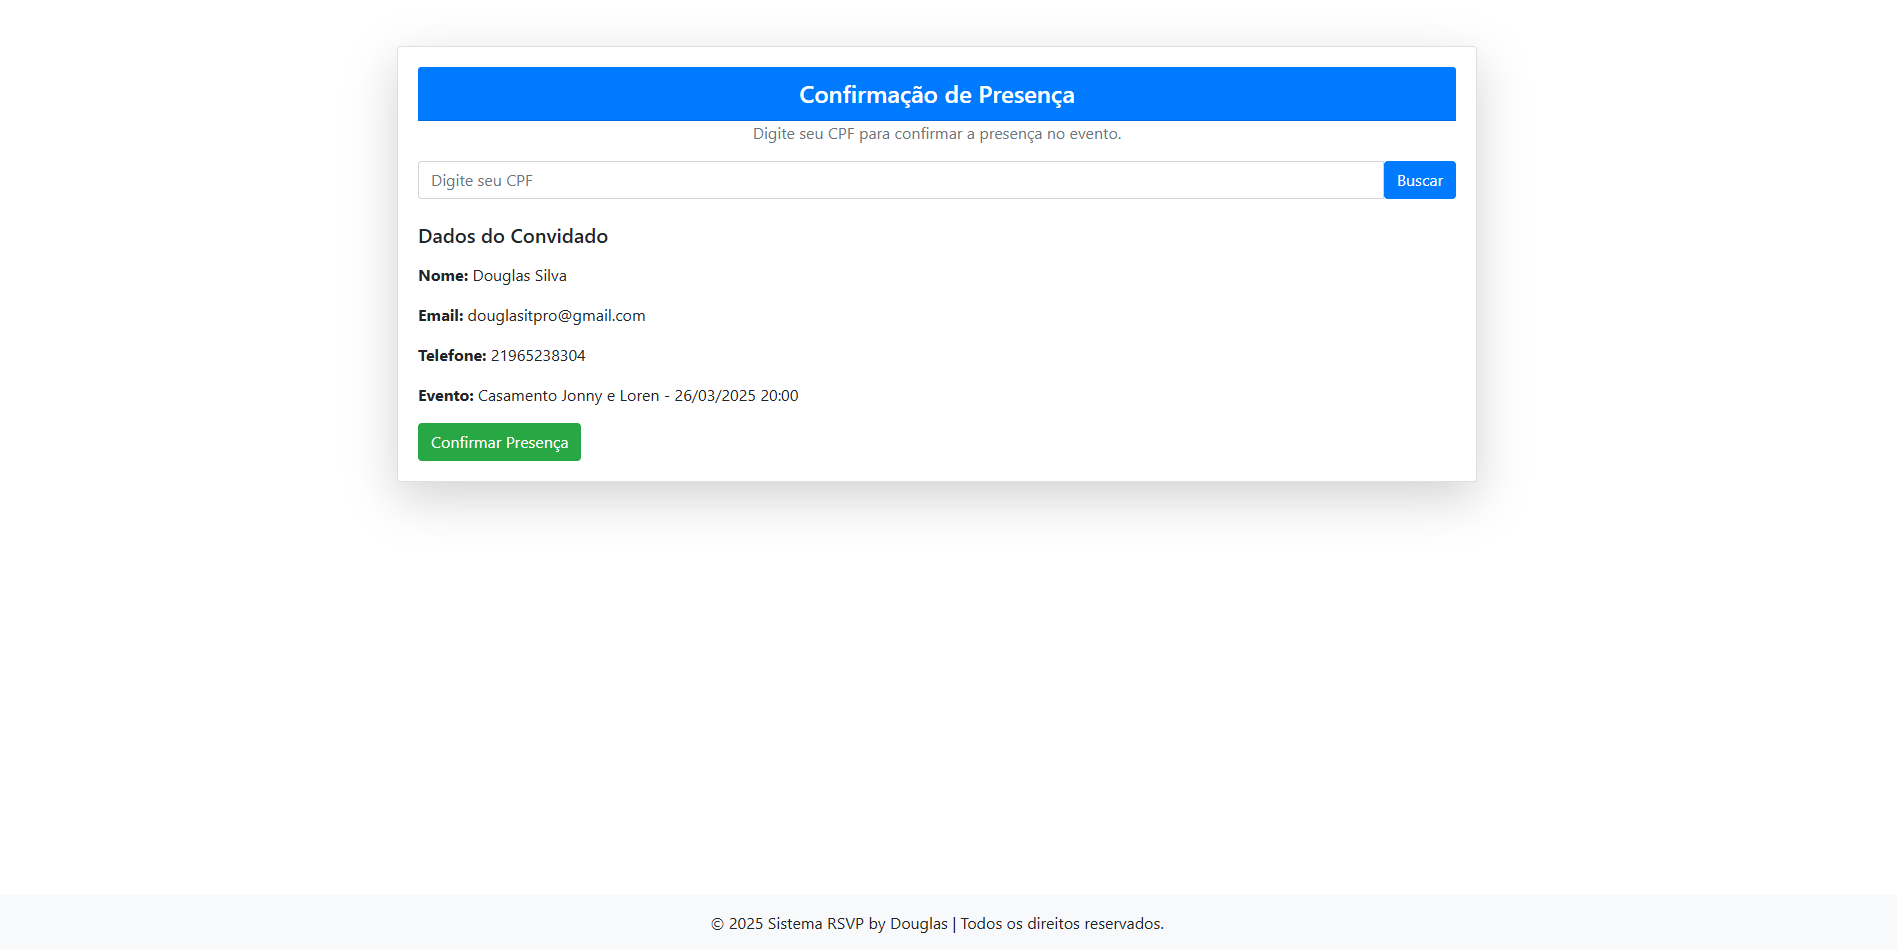 Confirmação de Presença
Digite seu CPF para confirmar a presença no evento.
Digite seu CPF
Buscar
Dados do Convidado
Nome: Douglas Silva
Email: douglasitpro@gmail.com
Telefone: 21965238304
Evento: Casamento Jonny e Loren - 26/03/2025 20:00
Confirmar Presença
© 2025 Sistema RSVP by Douglas | Todos os direitos reservados.